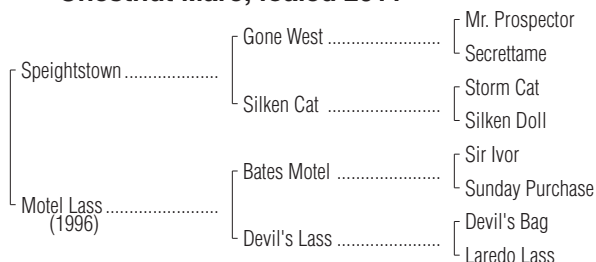 Chestnut Mare, foaled
Mr. Prospector
Gone West ..........................
Secrettame
Speightstown ......................
Storm Cat
Silken Cat ..........................
Silken Doll
Sir Ivor
Bates Motel ........................
Sunday Purchase
Motel Lass ..........................
(1996)
Devil's Bag
Devil's Lass ........................
Laredo Lass